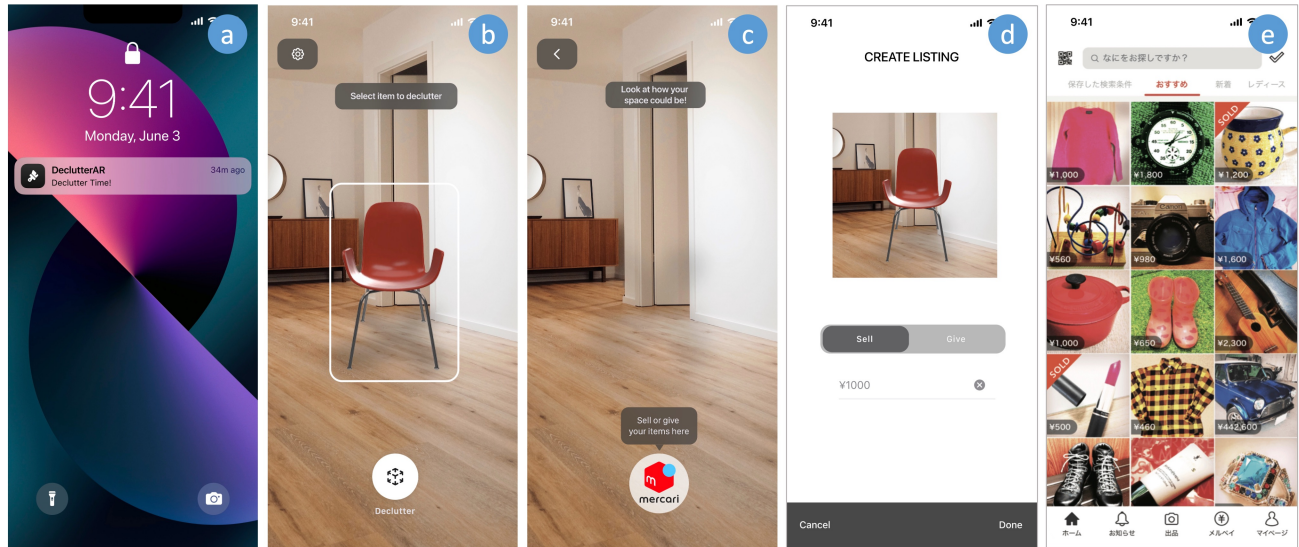 a
9:41
Monday, June 3
DeclutterAR
34m ago
Declutter Time!
b
9:41
Select item to declutter
Declutter
c
9:41
Look at how your
space could be!
Sell or give
your items here
m
mercari
d
9:41
CREATE LISTING
Sell
Give
¥1000
Cancel
Done
e
9:41
なにをお探しですか？
保存した検索条件
おすすめ
新着
レディース
¥1,000
¥1,800
SOLD
¥1,200
¥560
¥980
¥1,600
¥1,000
¥650
¥2,300
SOLD
¥500
¥460
¥442,600
ホーム
お知らせ
出品
メルペイ
マイページ